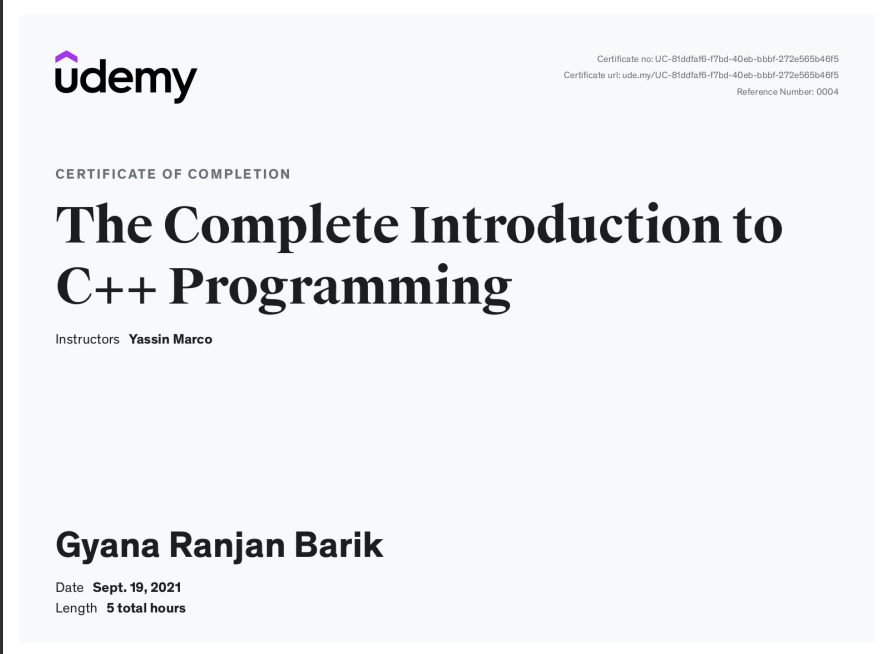 udemy
Certificate no: UC-81ddfaf6-f7bd-40eb-bbbf-272e565b46f5
Certificate url: ude.my/UC-81ddfaf6-f7bd-40eb-bbbf-272e565b46f5
Reference Number: 0004
CERTIFICATE OF COMPLETION
The Complete Introduction to
C++ Programming
Instructors Yassin Marco
Gyana Ranjan Barik
Date Sept. 19, 2021
Length 5 total hours